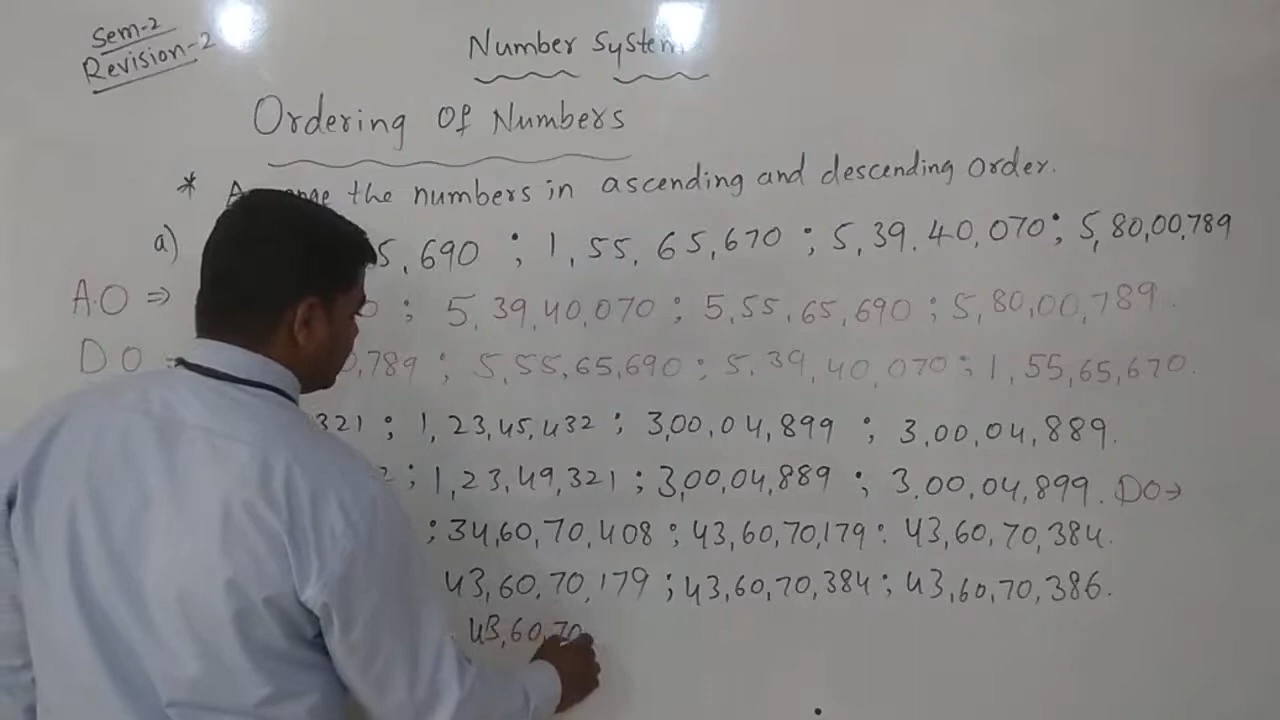 Sem-2
Revision-2
Number System
Ordering Of Numbers
* the numbers in ascending and descending Order.
a) 5,690 ; 1,55,65,670 ; 5,39.40,070 ; 5,80,00,789
A.O ⇒ 0 ; 5,39,40,070 ; 5,55,65,690 ; 5,80,00,789.
DO 0,789 ; 5,55,65,690 ; 5,39,40,070 ; 1,55,65,670.
321 ; 1,23,45,432 ; 3,00,04,899 ; 3,00,04,889.
2 ; 1,23,49,321 ; 3,00,04,889 ; 3,00,04,899. DO→
; 34,60,70,408 ; 43,60,70,179 : 43,60,70,384.
43,60,70,179 ; 43,60,70,384 ; 43,60,70,386.
43,60,70